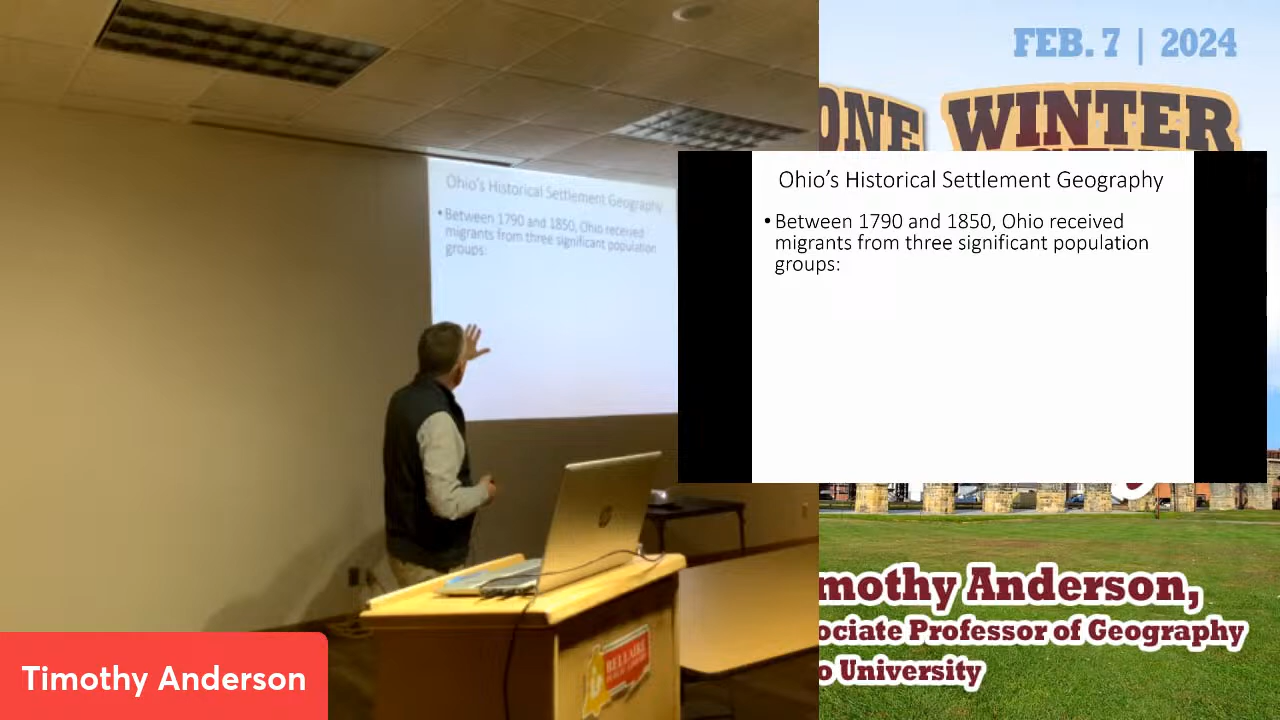 FEB. 7 | 2024
ONE WINTER
Ohio's Historical Settlement Geography
• Between 1790 and 1850, Ohio received
migrants from three significant population
groups:
Ohio's Historical Settlement Geography
• Between 1790 and 1850, Ohio received
migrants from three significant population
groups:
mothy Anderson,
ociate Professor of Geography
o University
BELLAIRE
Timothy Anderson